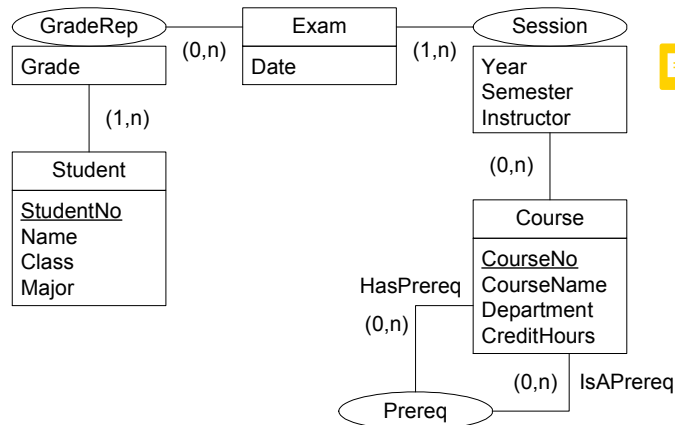 GradeRep
(0,n)
Exam
(1,n)
Session
Grade
Date
Year
Semester
Instructor
(1,n)
(0,n)
Student
StudentNo
Name
Class
Major
Course
CourseNo
CourseName
Department
CreditHours
HasPrereq
(0,n)
(0,n)
IsAPrereq
Prereq